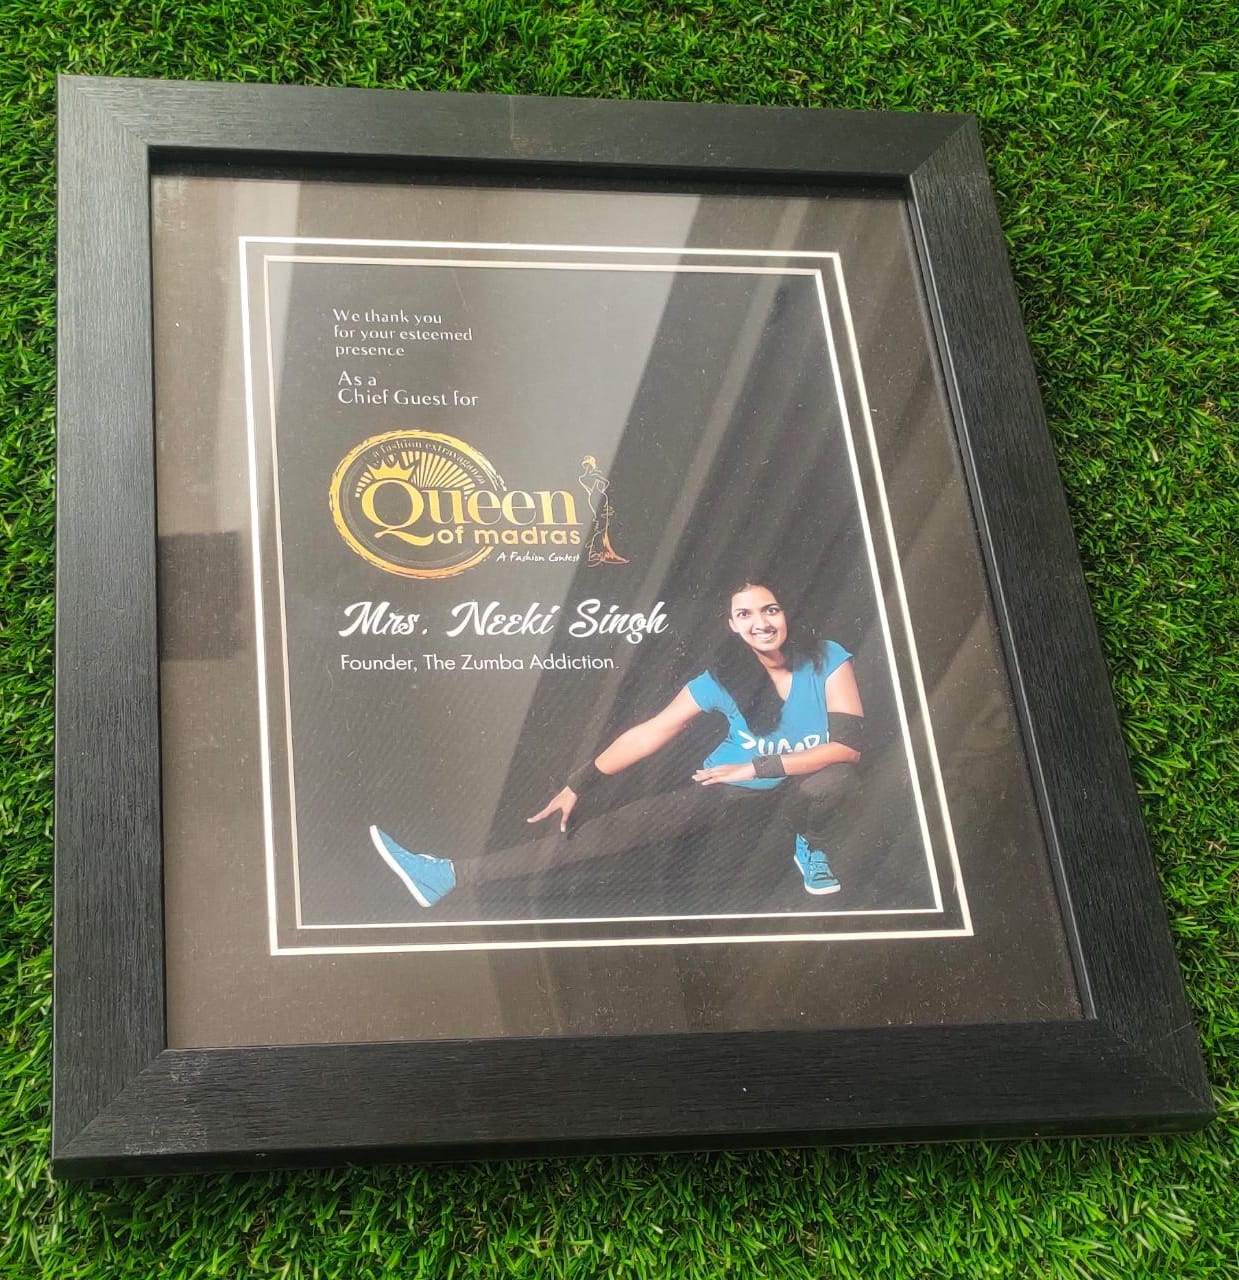 We thank you
for your esteemed
presence
As a
Chief Guest for
a fashion extravaganza
Queen
of madras
A Fashion Contest
Mrs. Neeki Singh
Founder, The Zumba Addiction.